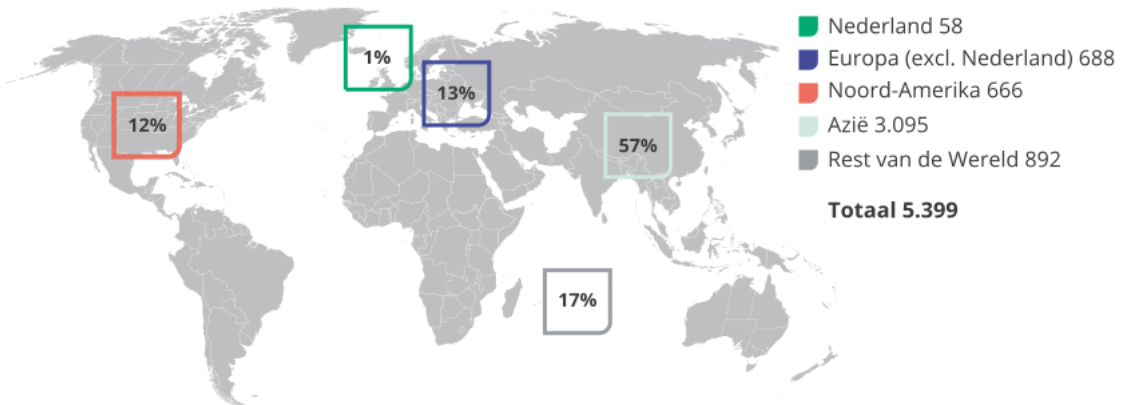 1%
13%
12%
57%
17%
Nederland 58
Europa (excl. Nederland) 688
Noord-Amerika 666
Azië 3.095
Rest van de Wereld 892
Totaal 5.399